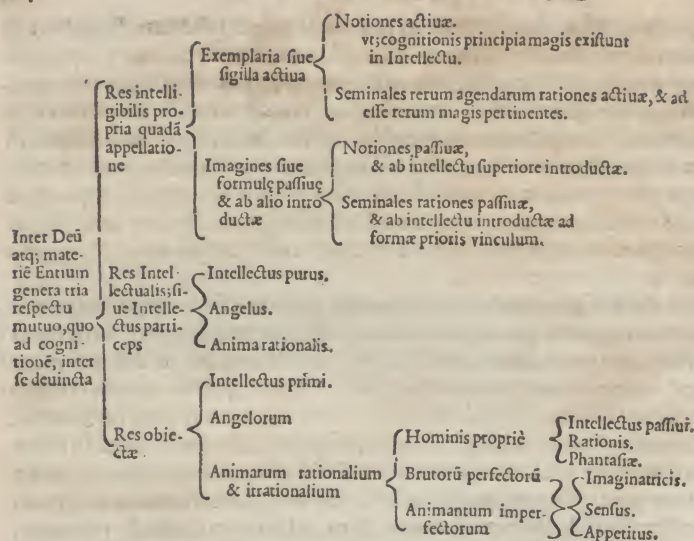 Notiones actiuæ.
vt; cognitionis principia magis existunt
in Intellectu.
Exemplaria siue
sigilla actiua
Seminales rerum agendarum rationes actiuæ, & ad
esse rerum magis pertinentes.
Res intelli-
gibilis pro-
pria quadã
appellatio-
ne
Imagines siue
formulę passiuę
& ab alio intro
ductæ
Notiones passiuæ,
& ab intellectu superiore introductæ.
Seminales rationes passiuæ,
& ab intellectu introductæ ad
formæ prioris vinculum.
Inter Deũ
atq; mate-
riẽ Entium
genera tria
respectu
mutuo, quo
ad cogni-
tionẽ, inter
se deuincta
Res Intel-
lectualis; si-
ue Intelle-
ctus parti-
ceps
Intellectus purus.
Angelus.
Anima rationalis.
Res obie-
ctæ
Intellectus primi.
Angelorum
Animarum rationalium
& irrationalium
Hominis propriè
Intellectus passiui.
Rationis.
Phantasiæ.
Brutorũ perfectorũ
Animantum imper-
fectorum
Imaginatricis.
Sensus.
Appetitus.